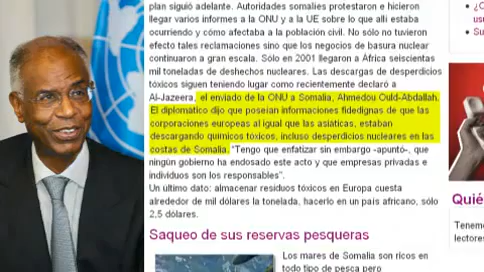 plan siguió adelante. Autoridades somalies protestaron e hicieron
llegar varios informes a la ONU y a la UE sobre lo que allí estaba
ocurriendo y cómo afectaba a la población civil. No sólo no tuvieron
efecto tales reclamaciones sino que los negocios de basura nuclear
continuaron a gran escala. Sólo en 2001 llegaron a África seiscientas
mil toneladas de deshechos nucleares. Las descargas de desperdicios
tóxicos siguen teniendo lugar como recientemente declaró a
Al-Jazeera, el enviado de la ONU a Somalia, Ahmedou Ould-Abdallah.
El diplomatico dijo que poseían informaciones fidedignas de que las
corporaciones europeas al igual que las asiáticas, estaban
descargando químicos tóxicos, incluso desperdicios nucleares en las
costas de Somalia. “Tengo que enfatizar sin embargo -apuntó-, que
ningún gobierno ha endosado este acto y que empresas privadas e
individuos son los responsables”.
Un último dato: almacenar residuos tóxicos en Europa cuesta
alrededor de mil dólares la tonelada, hacerlo en un país africano, sólo
2,5 dólares.
Saqueo de sus reservas pesqueras
Los mares de Somalia son ricos en
todo tipo de pesca pero
¿C
usu
Su
Quié
Tenemo
lectores